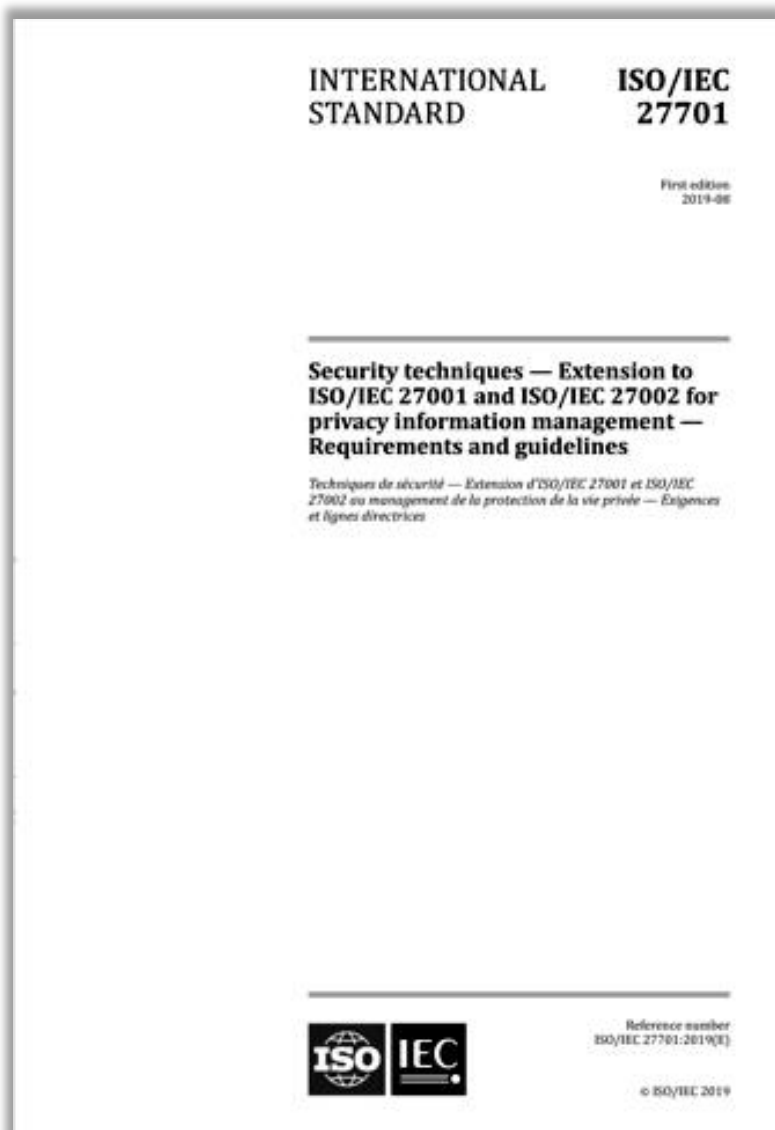 INTERNATIONAL STANDARD
ISO/IEC 27701
First edition
2019-08
Security techniques — Extension to
ISO/IEC 27001 and ISO/IEC 27002 for
privacy information management —
Requirements and guidelines
Techniques de sécurité — Extension d'ISO/IEC 27001 et ISO/IEC
27002 au management de la protection de la vie privée — Exigences
et lignes directrices
ISO
IEC
Reference number
ISO/IEC 27701:2019(E)
© ISO/IEC 2019